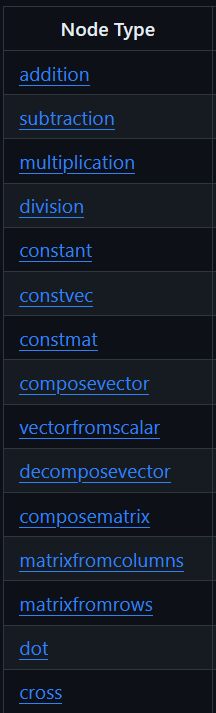 Node Type
addition
subtraction
multiplication
division
constant
constvec
constmat
composevector
vectorfromscalar
decomposevector
composematrix
matrixfromcolumns
matrixfromrows
dot
cross